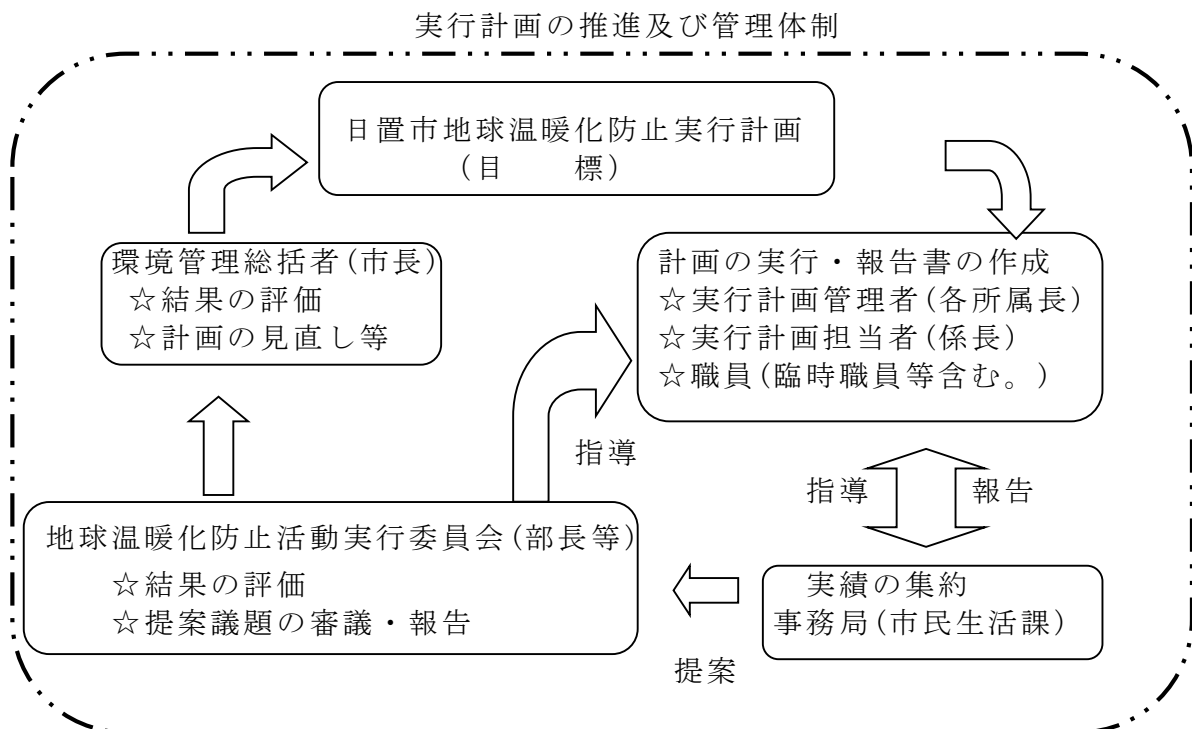 実行計画の推進及び管理体制
日置市地球温暖化防止実行計画
(目　　標)
環境管理総括者(市長)
☆結果の評価
☆計画の見直し等
計画の実行・報告書の作成
☆実行計画管理者(各所属長)
☆実行計画担当者(係長)
☆職員(臨時職員等含む。)
指導
指導
報告
地球温暖化防止活動実行委員会(部長等)
☆結果の評価
☆提案議題の審議・報告
実績の集約
事務局(市民生活課)
提案